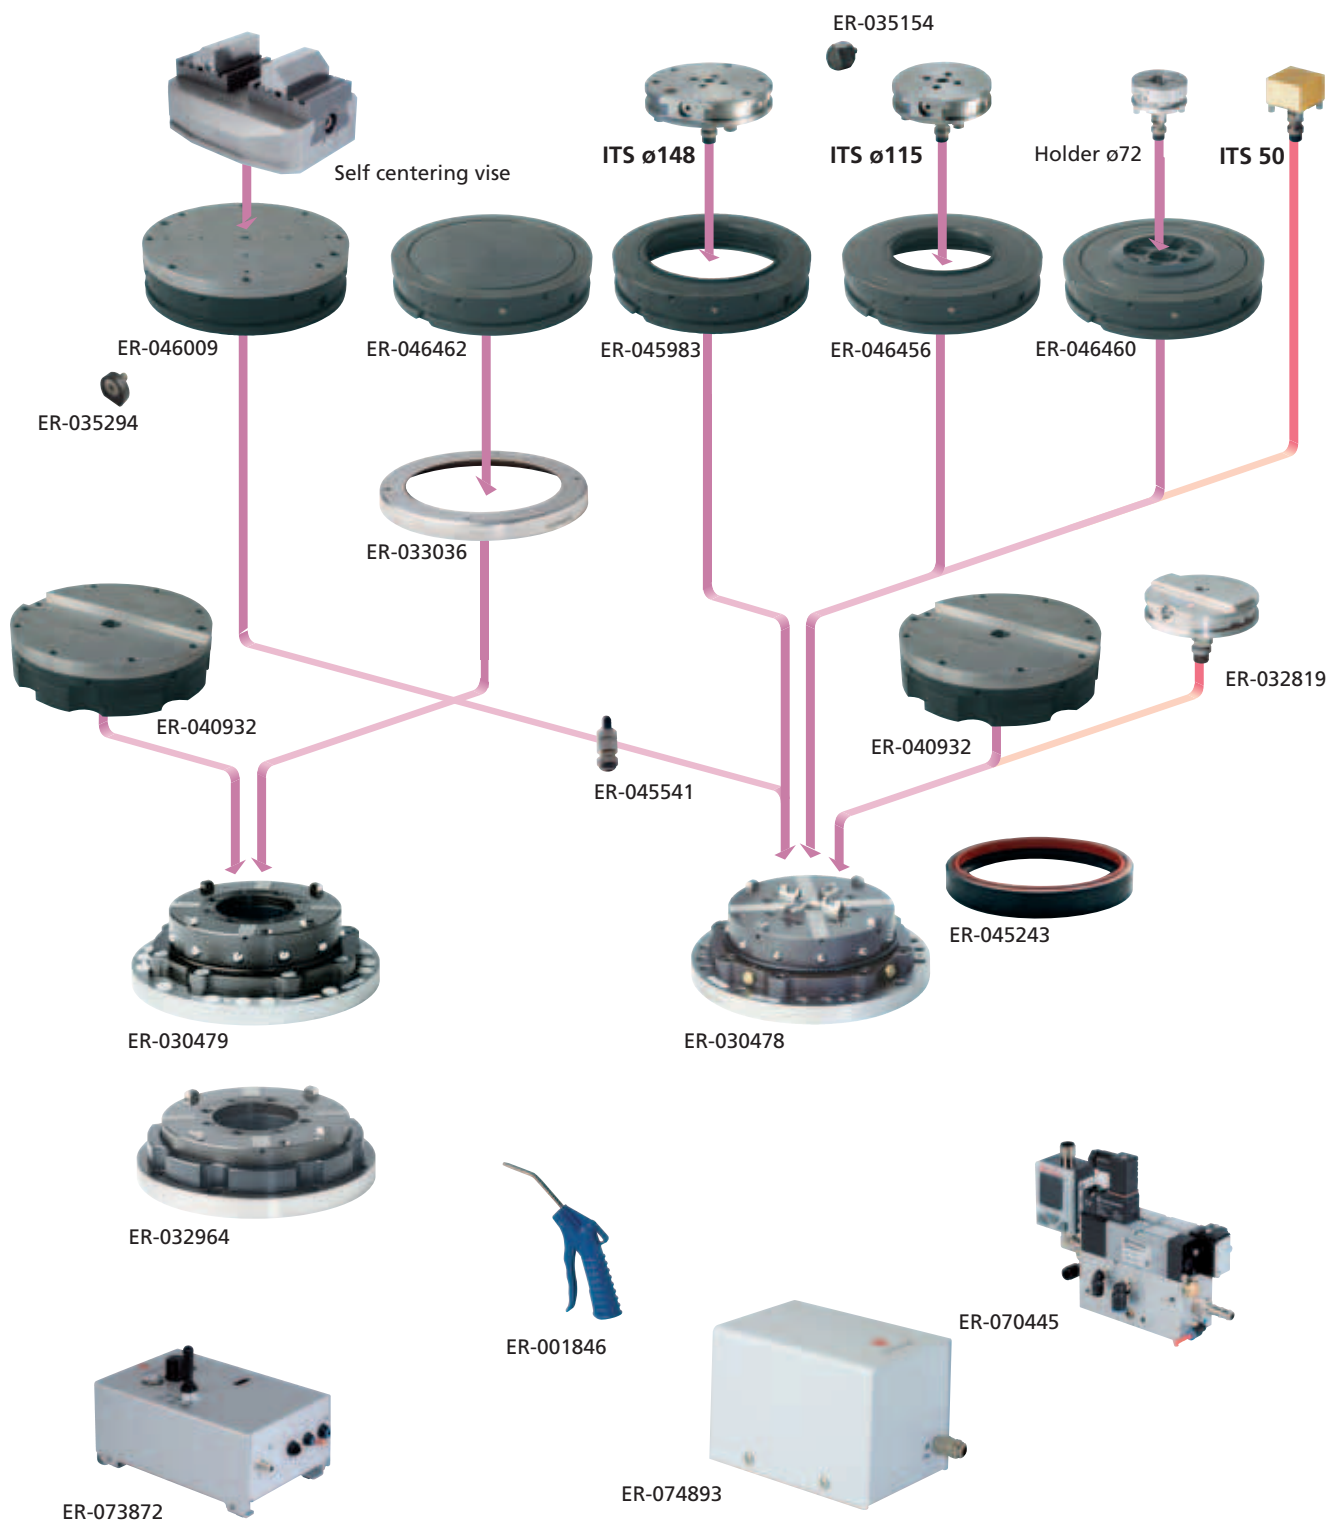 ER-035154
ITS ø148
ITS ø115
Holder ø72
ITS 50
Self centering vise
ER-046009
ER-046462
ER-045983
ER-046456
ER-046460
ER-035294
ER-033036
ER-040932
ER-045541
ER-040932
ER-032819
ER-045243
ER-030479
ER-030478
ER-032964
ER-001846
ER-070445
ER-073872
ER-074893